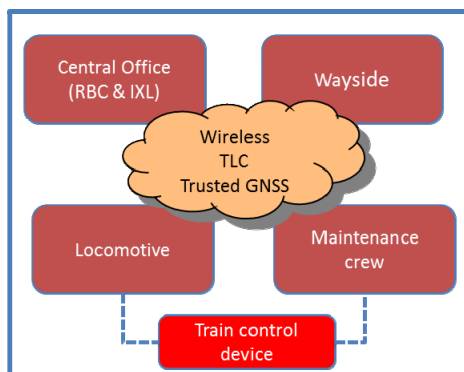 Central Office
(RBC & IXL)
Wayside
Wireless
TLC
Trusted GNSS
Locomotive
Maintenance
crew
Train control
device